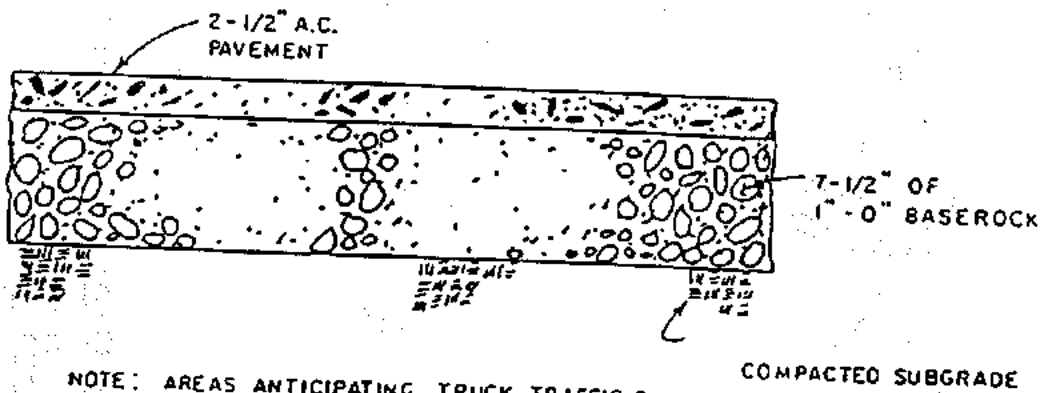 2-1/2" A.C.
PAVEMENT
7-1/2" OF
1"-0" BASEROCK
COMPACTED SUBGRADE
NOTE: AREAS ANTICIPATING TRUCK TRAFFIC